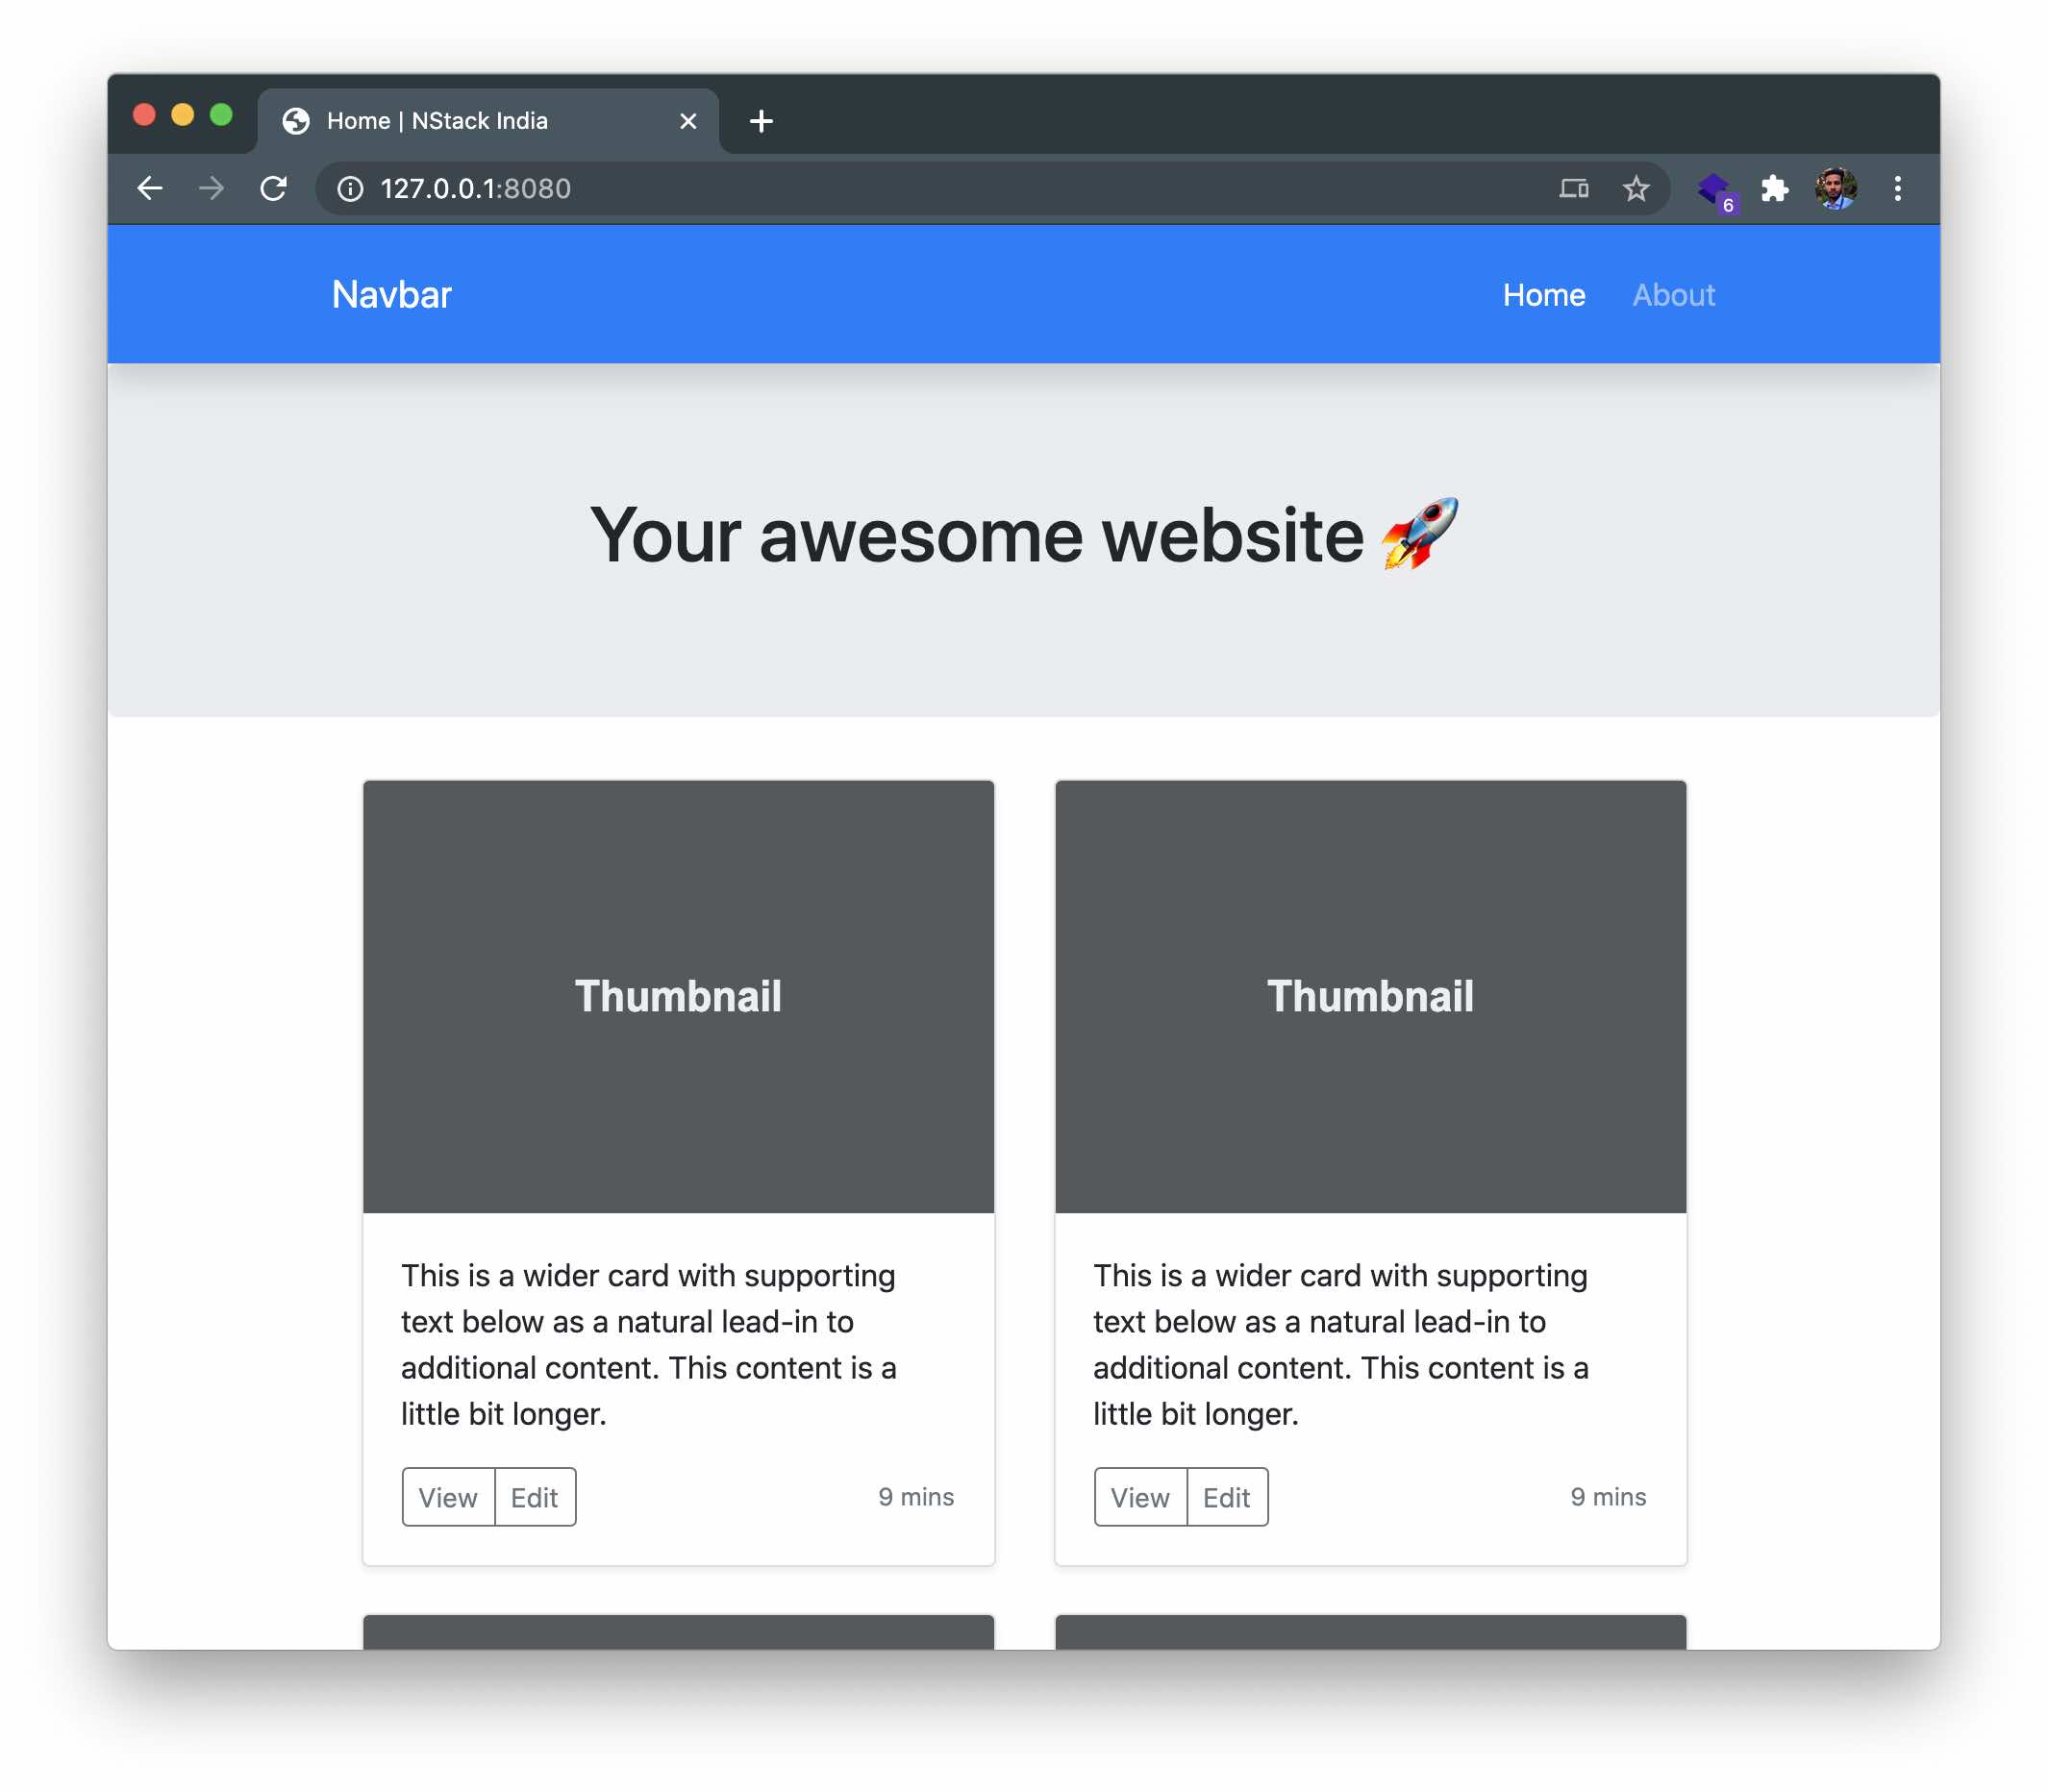 Home | NStack India
127.0.0.1:8080
6
Navbar
Home
About
Your awesome website 🚀
Thumbnail
This is a wider card with supporting
text below as a natural lead-in to
additional content. This content is a
little bit longer.
View
Edit
9 mins
Thumbnail
This is a wider card with supporting
text below as a natural lead-in to
additional content. This content is a
little bit longer.
View
Edit
9 mins